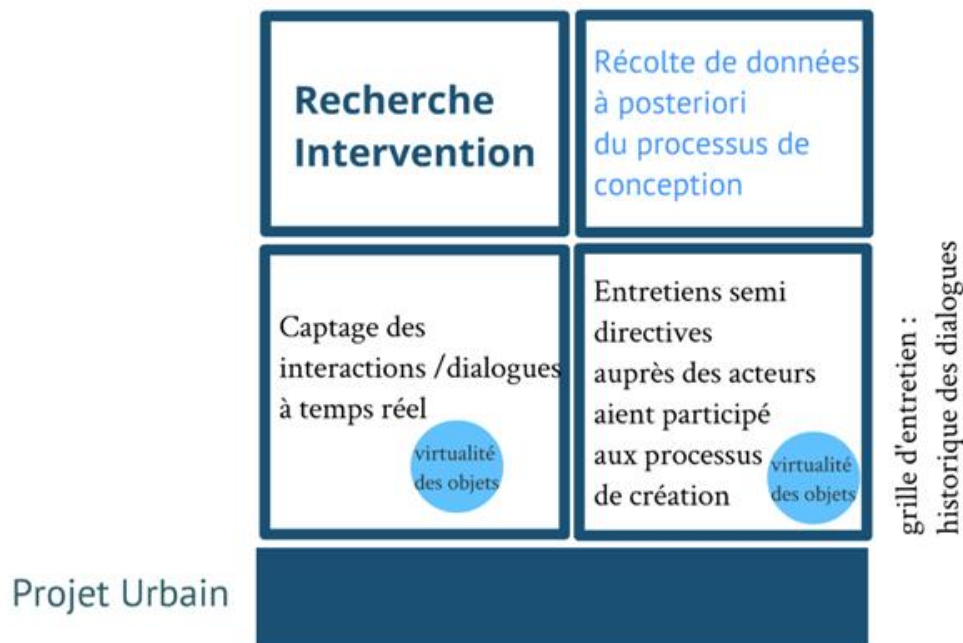 Recherche
Intervention
Récolte de données
à posteriori
du processus de
conception
Captage des
interactions /dialogues
à temps réel
virtualité
des objets
Entretiens semi
directives
auprès des acteurs
aient participé
aux processus
de création
virtualité
des objets
grille d'entretien :
historique des dialogues
Projet Urbain